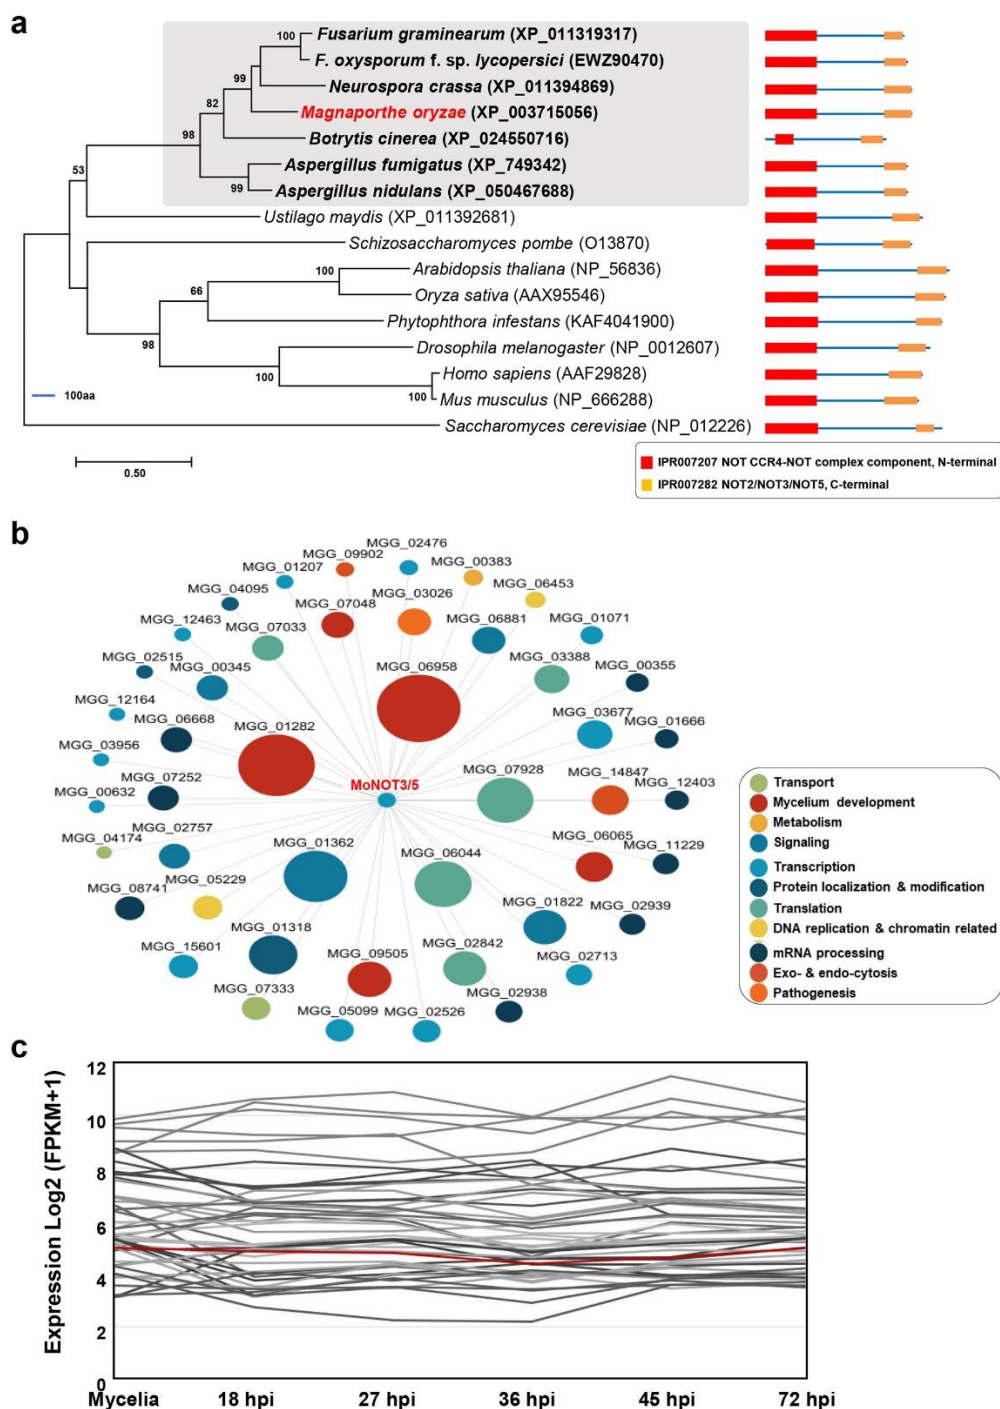 a
Fusarium graminearum (XP_011319317)
100
F. oxysporum f. sp. lycopersici (EWZ90470)
99
Neurospora crassa (XP_011394869)
82
Magnaporthe oryzae (XP_003715056)
98
Botrytis cinerea (XP_024550716)
Aspergillus fumigatus (XP_749342)
53
99
Aspergillus nidulans (XP_050467688)
Ustilago maydis (XP_011392681)
Schizosaccharomyces pombe (O13870)
100
Arabidopsis thaliana (NP_56836)
66
Oryza sativa (AAX95546)
Phytophthora infestans (KAF4041900)
98
Drosophila melanogaster (NP_0012607)
100
Homo sapiens (AAF29828)
100
Mus musculus (NP_666288)
100aa
Saccharomyces cerevisiae (NP_012226)
0.50
IPR007207 NOT CCR4-NOT complex component, N-terminal
IPR007282 NOT2/NOT3/NOT5, C-terminal
b
MGG_02476
MGG_09902
MGG_00383
MGG_01207
MGG_06453
MGG_04095
MGG_07048
MGG_03026
MGG_12463
MGG_07033
MGG_06881
MGG_01071
MGG_02515
MGG_00345
MGG_06958
MGG_03388
MGG_00355
MGG_12164
MGG_06668
MGG_01282
MGG_03677
MGG_01666
MGG_03956
MGG_07252
MoNOT3/5
MGG_07928
MGG_14847
MGG_12403
MGG_00632
MGG_02757
MGG_04174
MGG_01362
MGG_06044
MGG_06065
MGG_11229
MGG_08741
MGG_05229
MGG_01822
MGG_02939
MGG_15601
MGG_01318
MGG_09505
MGG_02842
MGG_02713
MGG_07333
MGG_05099
MGG_02526
MGG_02938
Transport
Mycelium development
Metabolism
Signaling
Transcription
Protein localization & modification
Translation
DNA replication & chromatin related
mRNA processing
Exo- & endo-cytosis
Pathogenesis
c
Expression Log2 (FPKM+1)
12
10
8
6
4
2
0
Mycelia 18 hpi 27 hpi 36 hpi 45 hpi 72 hpi